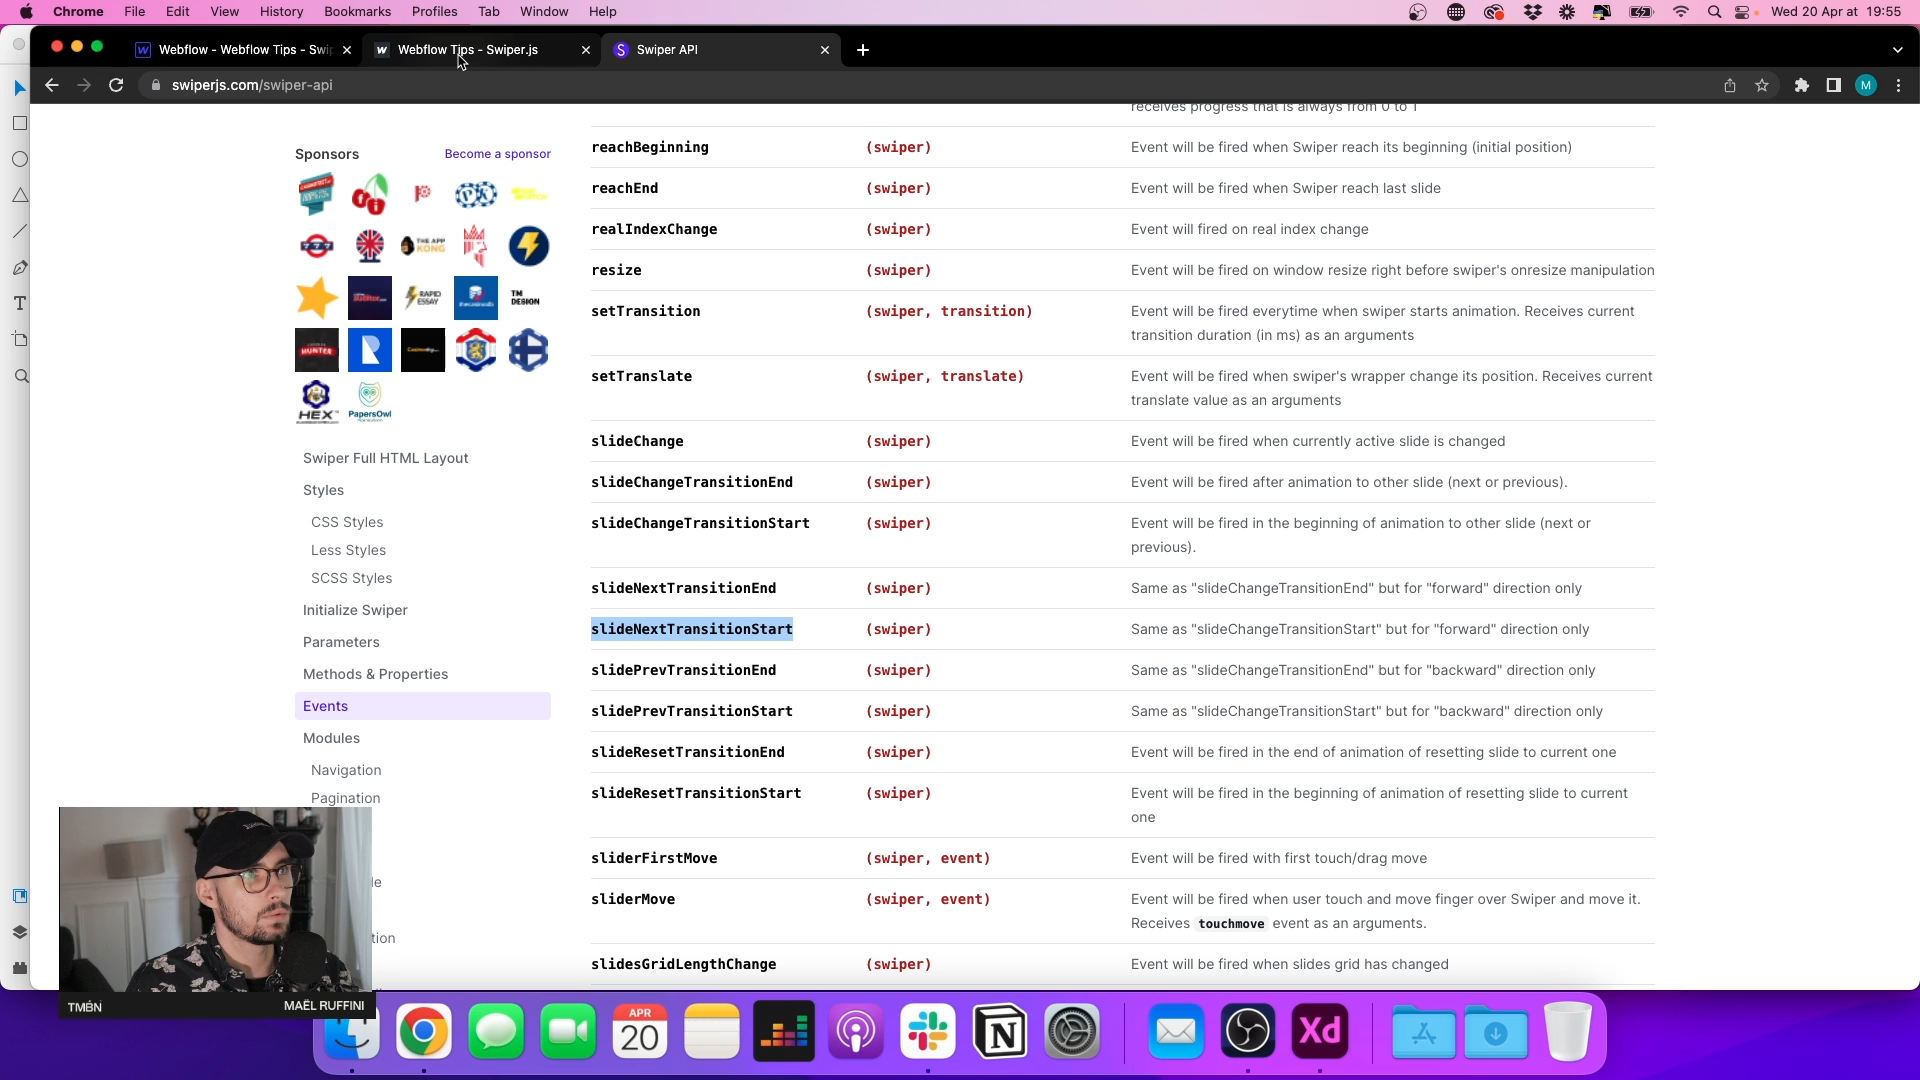 Chrome File Edit View History Bookmarks Profiles Tab Window Help Wed 20 Apr at 19:55
Webflow - Webflow Tips - Swip Webflow Tips - Swiper.js Swiper API
swiperjs.com/swiper-api M
receives progress that is always from 0 to 1
Sponsors Become a sponsor
THE APP KONG
RAPID ESSAY
TM DESIGN
HUNTER
HEX
PapersOwl
Swiper Full HTML Layout
Styles
CSS Styles
Less Styles
SCSS Styles
Initialize Swiper
Parameters
Methods & Properties
Events
Modules
Navigation
Pagination
le
tion
reachBeginning (swiper) Event will be fired when Swiper reach its beginning (initial position)
reachEnd (swiper) Event will be fired when Swiper reach last slide
realIndexChange (swiper) Event will fired on real index change
resize (swiper) Event will be fired on window resize right before swiper's onresize manipulation
setTransition (swiper, transition) Event will be fired everytime when swiper starts animation. Receives current
transition duration (in ms) as an arguments
setTranslate (swiper, translate) Event will be fired when swiper's wrapper change its position. Receives current
translate value as an arguments
slideChange (swiper) Event will be fired when currently active slide is changed
slideChangeTransitionEnd (swiper) Event will be fired after animation to other slide (next or previous).
slideChangeTransitionStart (swiper) Event will be fired in the beginning of animation to other slide (next or
previous).
slideNextTransitionEnd (swiper) Same as "slideChangeTransitionEnd" but for "forward" direction only
slideNextTransitionStart (swiper) Same as "slideChangeTransitionStart" but for "forward" direction only
slidePrevTransitionEnd (swiper) Same as "slideChangeTransitionEnd" but for "backward" direction only
slidePrevTransitionStart (swiper) Same as "slideChangeTransitionStart" but for "backward" direction only
slideResetTransitionEnd (swiper) Event will be fired in the end of animation of resetting slide to current one
slideResetTransitionStart (swiper) Event will be fired in the beginning of animation of resetting slide to current
one
sliderFirstMove (swiper, event) Event will be fired with first touch/drag move
sliderMove (swiper, event) Event will be fired when user touch and move finger over Swiper and move it.
Receives touchmove event as an arguments.
slidesGridLengthChange (swiper) Event will be fired when slides grid has changed
TMBN MAËL RUFFINI
APR
20
Xd